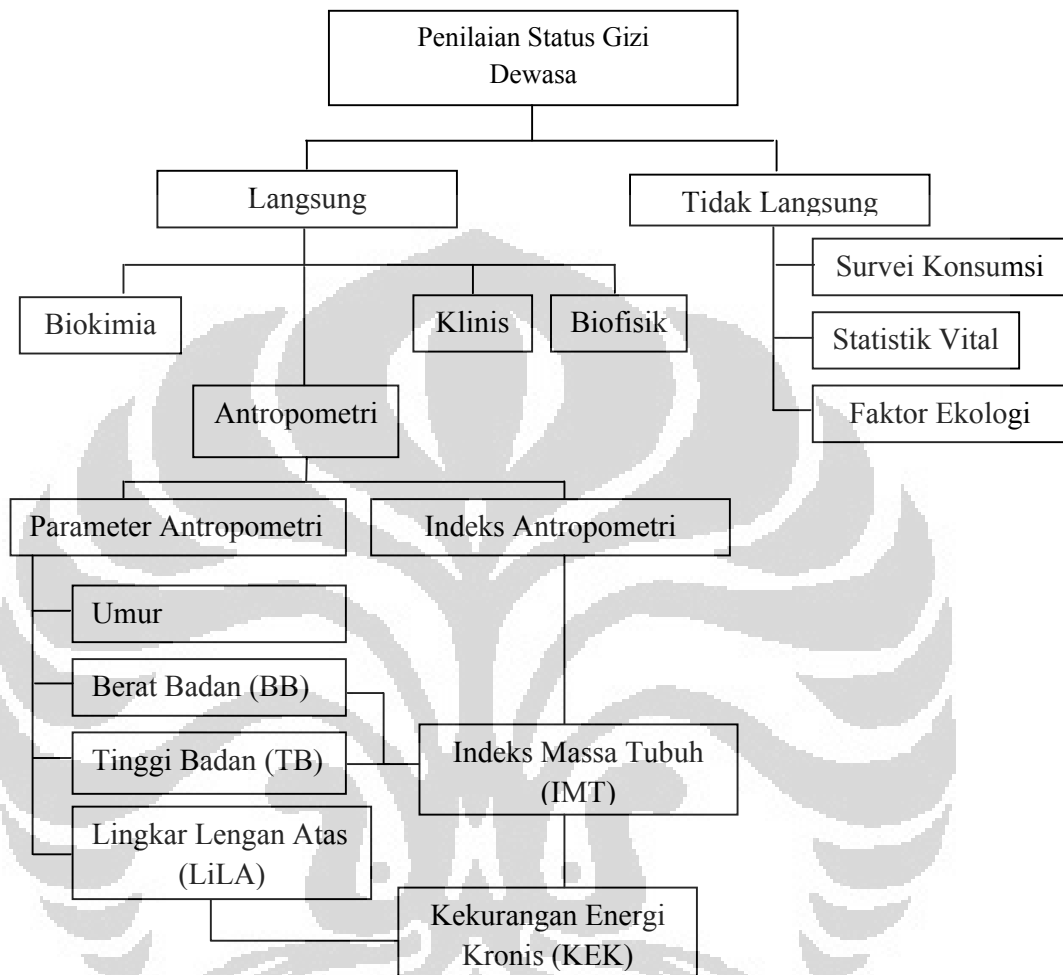 Penilaian Status Gizi
Dewasa
Langsung
Tidak Langsung
Survei Konsumsi
Biokimia
Klinis
Biofisik
Statistik Vital
Antropometri
Faktor Ekologi
Parameter Antropometri
Indeks Antropometri
Umur
Berat Badan (BB)
Tinggi Badan (TB)
Indeks Massa Tubuh
(IMT)
Lingkar Lengan Atas
(LiLA)
Kekurangan Energi
Kronis (KEK)